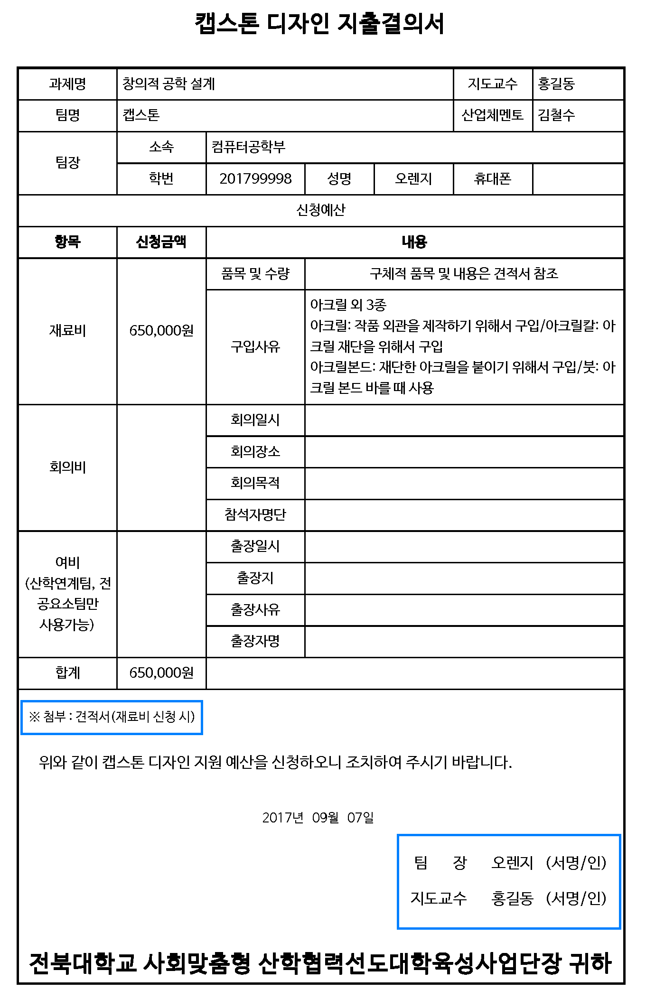 캡스톤 디자인 지출결의서
과제명 창의적 공학 설계 지도교수 홍길동
팀명 캡스톤 산업체멘토 김철수
팀장 소속 컴퓨터공학부
학번 201799998 성명 오렌지 휴대폰
신청예산
항목 신청금액 내용
재료비 650,000원 품목 및 수량 구체적 품목 및 내용은 견적서 참조
구입사유
아크릴 외 3종
아크릴: 작품 외관을 제작하기 위해서 구입/아크릴칼: 아
크릴 재단을 위해서 구입
아크릴본드: 재단한 아크릴을 붙이기 위해서 구입/붓: 아
크릴 본드 바를 때 사용
회의비 회의일시
회의장소
회의목적
참석자명단
여비
(산학연계팀, 전
공요소팀만
사용가능)
출장일시
출장지
출장사유
출장자명
합계 650,000원
※ 첨부 : 견적서(재료비 신청 시)
위와 같이 캡스톤 디자인 지원 예산을 신청하오니 조치하여 주시기 바랍니다.
2017년 09월 07일
팀 장 오렌지 (서명/인)
지도교수 홍길동 (서명/인)
전북대학교 사회맞춤형 산학협력선도대학육성사업단장 귀하